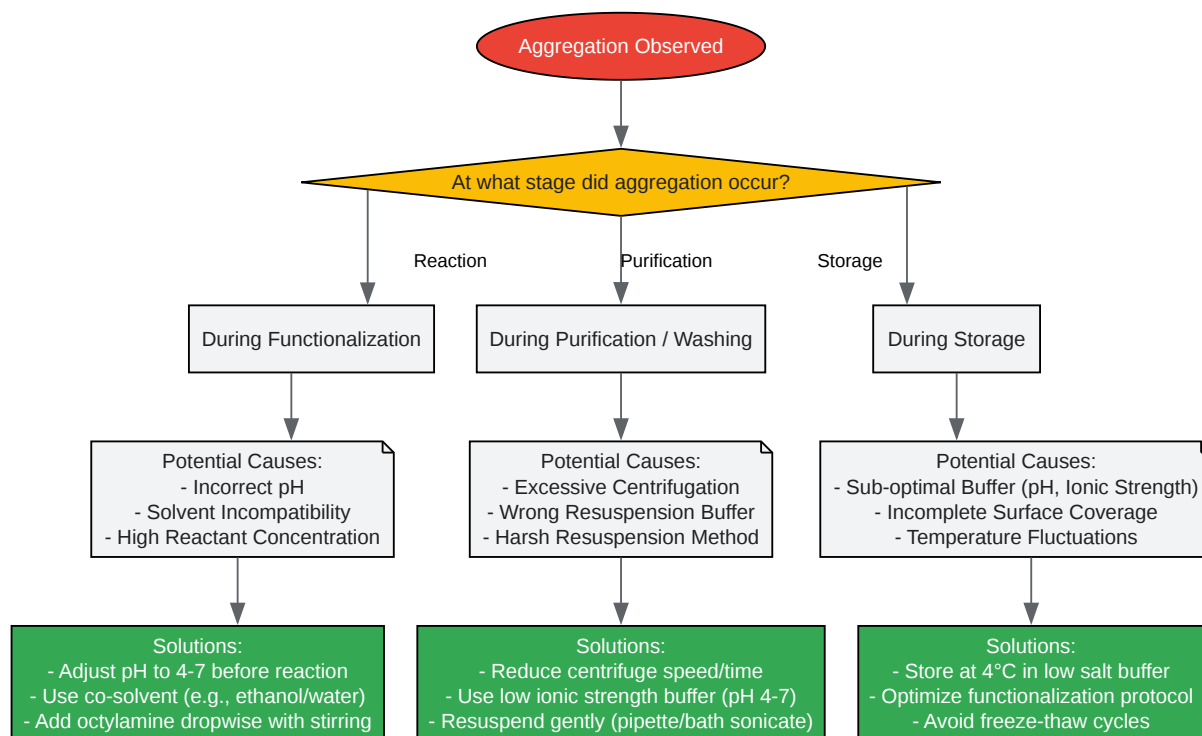 Aggregation Observed
At what stage did aggregation occur?
Reaction
Purification
Storage
During Functionalization
During Purification / Washing
During Storage
Potential Causes:
- Incorrect pH
- Solvent Incompatibility
- High Reactant Concentration
Potential Causes:
- Excessive Centrifugation
- Wrong Resuspension Buffer
- Harsh Resuspension Method
Potential Causes:
- Sub-optimal Buffer (pH, Ionic Strength)
- Incomplete Surface Coverage
- Temperature Fluctuations
Solutions:
- Adjust pH to 4-7 before reaction
- Use co-solvent (e.g., ethanol/water)
- Add octylamine dropwise with stirring
Solutions:
- Reduce centrifuge speed/time
- Use low ionic strength buffer (pH 4-7)
- Resuspend gently (pipette/bath sonicate)
Solutions:
- Store at 4°C in low salt buffer
- Optimize functionalization protocol
- Avoid freeze-thaw cycles